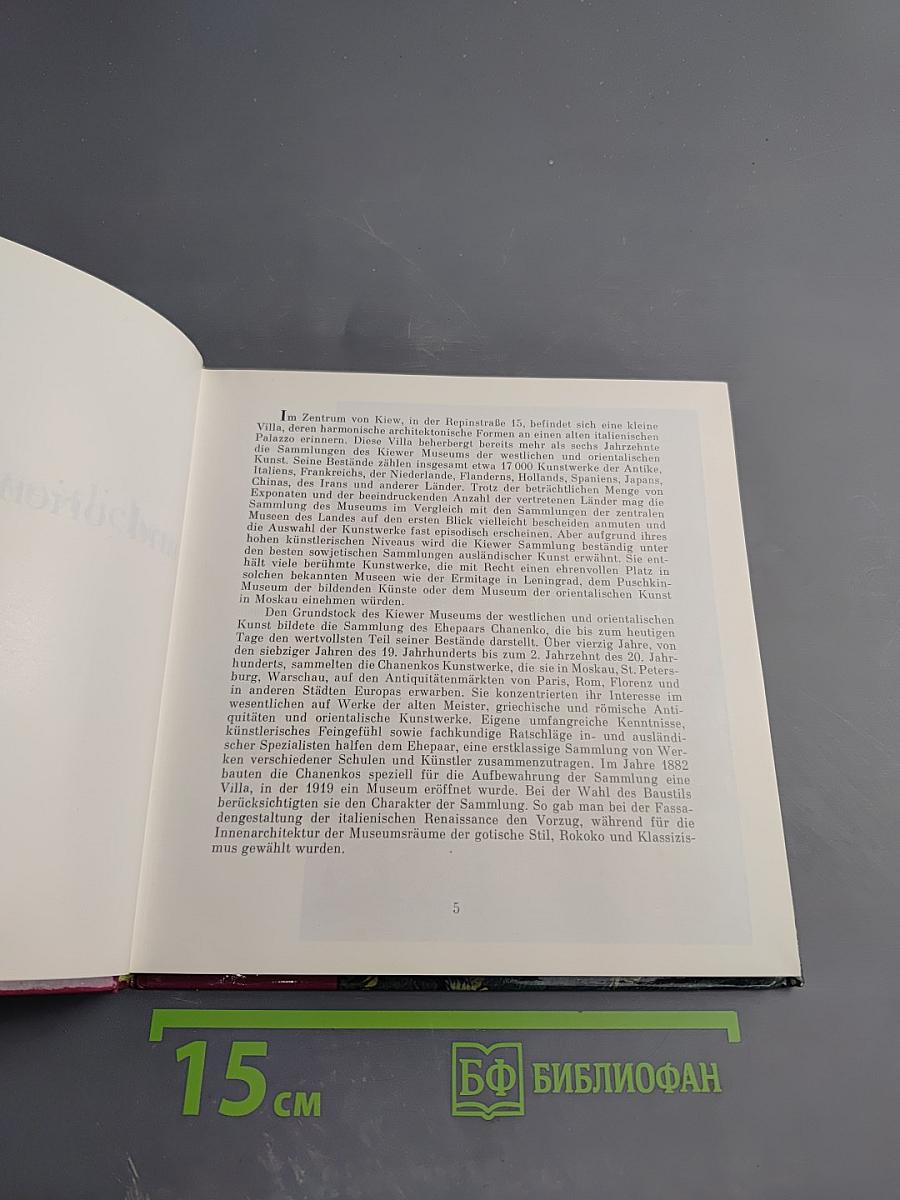 Im Zentrum von Kiew, in der Repinstraße 15, befindet sich eine kleine
Villa, deren harmonische architektonische Formen an einen alten italienischen
Palazzo erinnern. Diese Villa beherbergt bereits mehr als sechs Jahrzehnte
die Sammlungen des Kiewer Museums der westlichen und orientalischen
Kunst. Seine Bestände zählen insgesamt etwa 17 000 Kunstwerke der Antike,
Italiens, Frankreichs, der Niederlande, Flanderns, Hollands, Spaniens, Japans,
Chinas, des Irans und anderer Länder. Trotz der beträchtlichen Menge von
Exponaten und der beeindruckenden Anzahl der vertretenen Länder mag die
Sammlung des Museums im Vergleich mit den Sammlungen der zentralen
Museen des Landes auf den ersten Blick vielleicht bescheiden anmuten und
die Auswahl der Kunstwerke fast episodisch erscheinen. Aber aufgrund ihres
hohen künstlerischen Niveaus wird die Kiewer Sammlung beständig unter
den besten sowjetischen Sammlungen ausländischer Kunst erwähnt. Sie ent-
hält viele berühmte Kunstwerke, die mit Recht einen ehrenvollen Platz in
solchen bekannten Museen wie der Ermitage in Leningrad, dem Puschkin-
Museum der bildenden Künste oder dem Museum der orientalischen Kunst
in Moskau einehmen würden.
Den Grundstock des Kiewer Museums der westlichen und orientalischen
Kunst bildete die Sammlung des Ehepaars Chanenko, die bis zum heutigen
Tage den wertvollsten Teil seiner Bestände darstellt. Über vierzig Jahre, von
den siebziger Jahren des 19. Jahrhunderts bis zum 2. Jahrzehnt des 20. Jahr-
hunderts, sammelten die Chanenkos Kunstwerke, die sie in Moskau, St. Peters-
burg, Warschau, auf den Antiquitätenmärkten von Paris, Rom, Florenz und
in anderen Städten Europas erwarben. Sie konzentrierten ihr Interesse im
wesentlichen auf Werke der alten Meister, griechische und römische Anti-
quitäten und orientalische Kunstwerke. Eigene umfangreiche Kenntnisse,
künstlerisches Feingefühl sowie fachkundige Ratschläge in- und ausländi-
scher Spezialisten halfen dem Ehepaar, eine erstklassige Sammlung von Wer-
ken verschiedener Schulen und Künstler zusammenzutragen. Im Jahre 1882
bauten die Chanenkos speziell für die Aufbewahrung der Sammlung eine
Villa, in der 1919 ein Museum eröffnet wurde. Bei der Wahl des Baustils
berücksichtigten sie den Charakter der Sammlung. So gab man bei der Fassa-
dengestaltung der italienischen Renaissance den Vorzug, während für die
Innenarchitektur der Museumsräume der gotische Stil, Rokoko und Klassizis-
mus gewählt wurden.
5
15 см
БФ БИБЛИОФАН